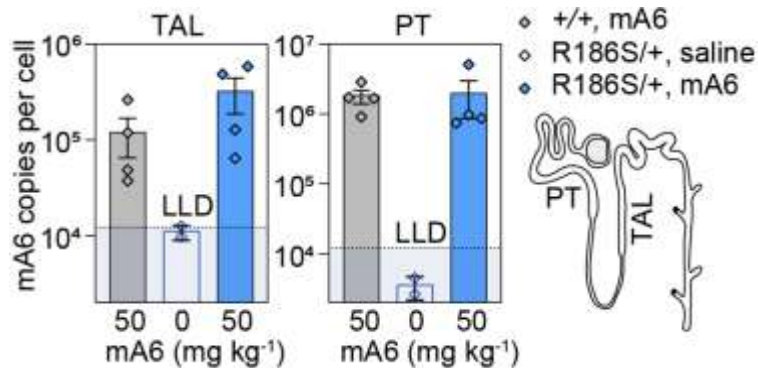 TAL
PT
+/+, mA6
R186S/+, saline
R186S/+, mA6
mA6 copies per cell
10⁶
10⁵
10⁴
LLD
50 0 50
mA6 (mg kg⁻¹)
10⁷
10⁶
10⁵
10⁴
LLD
50 0 50
mA6 (mg kg⁻¹)
PT
TAL